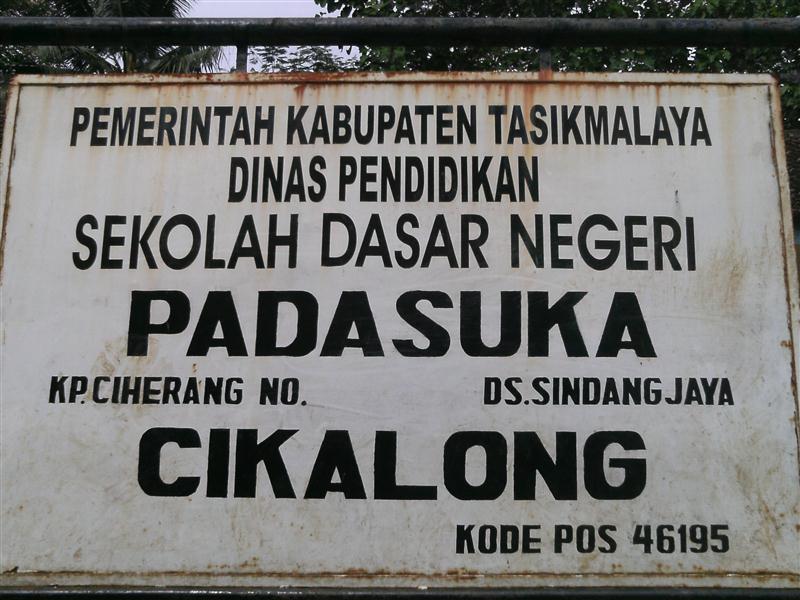 PEMERINTAH KABUPATEN TASIKMALAYA
DINAS PENDIDIKAN
SEKOLAH DASAR NEGERI
PADASUKA
KP.CIHERANG NO. DS.SINDANGJAYA
CIKALONG
KODE POS 46195